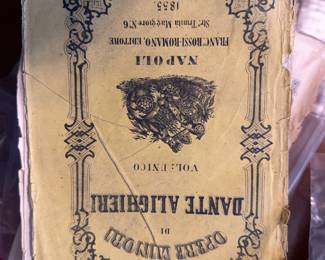 OPERE MINORI
DI
DANTE ALIGHIERI
VOL: UNICO
NAPOLI
FRANC. ROSSI-ROMANO, EDITORE
Str. Trinità Maggiore N.° 6
1855.